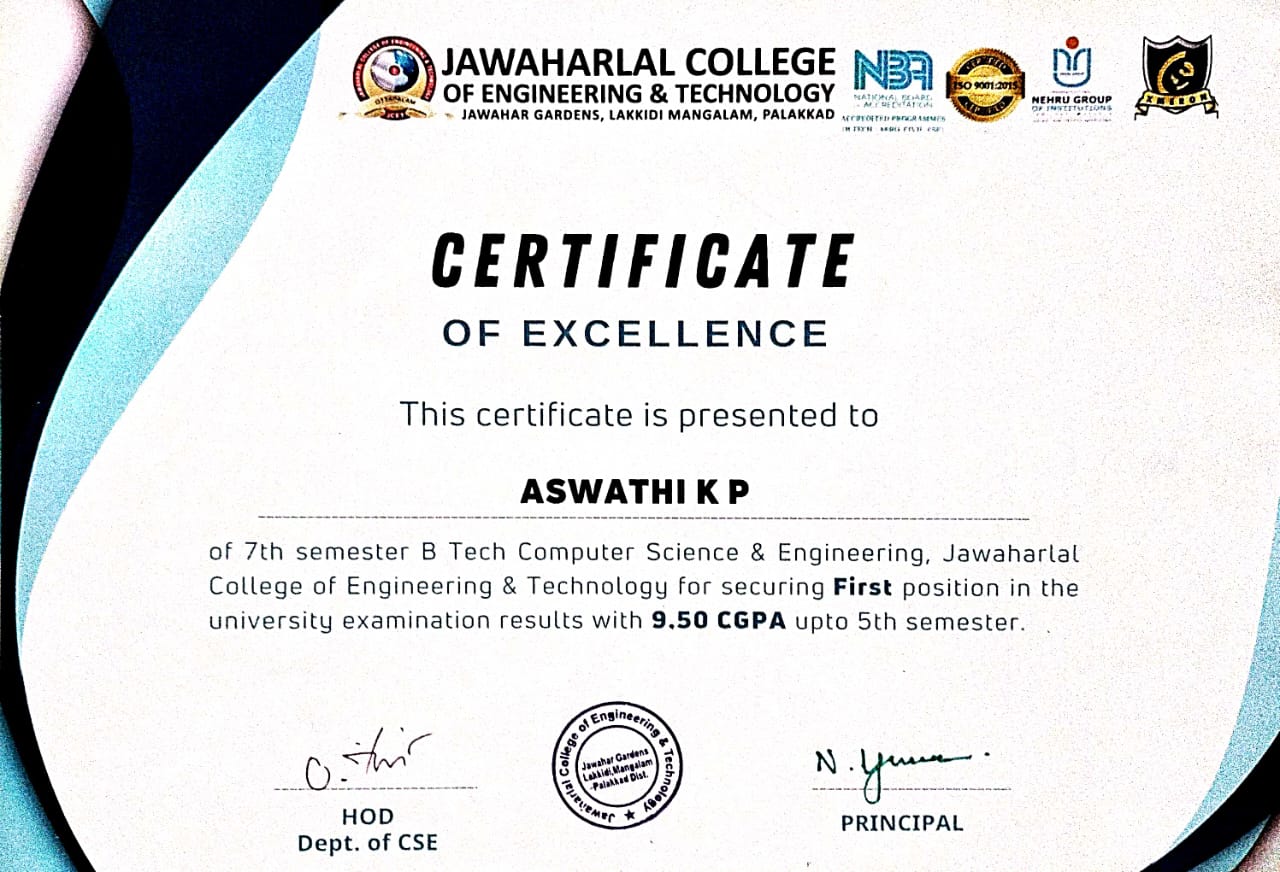 JAWAHARLAL COLLEGE
OF ENGINEERING & TECHNOLOGY
JAWAHAR GARDENS, LAKKIDI MANGALAM, PALAKKAD
OTTAPALAM
NBA
NATIONAL BOARD
of ACCREDITATION
ACCREDITED PROGRAMMES
CERTIFIED
ISO 9001:2015
CERTIFIED
NEHRU GROUP
OF INSTITUTIONS
CERTIFICATE
OF EXCELLENCE
This certificate is presented to
ASWATHI K P
of 7th semester B Tech Computer Science & Engineering, Jawaharlal
College of Engineering & Technology for securing First position in the
university examination results with 9.50 CGPA upto 5th semester.
HOD
Dept. of CSE
Jawaharlal College of Engineering & Technology
Jawahar Gardens
Lakkidi,Mangalam
-Palakkad Dist.
PRINCIPAL